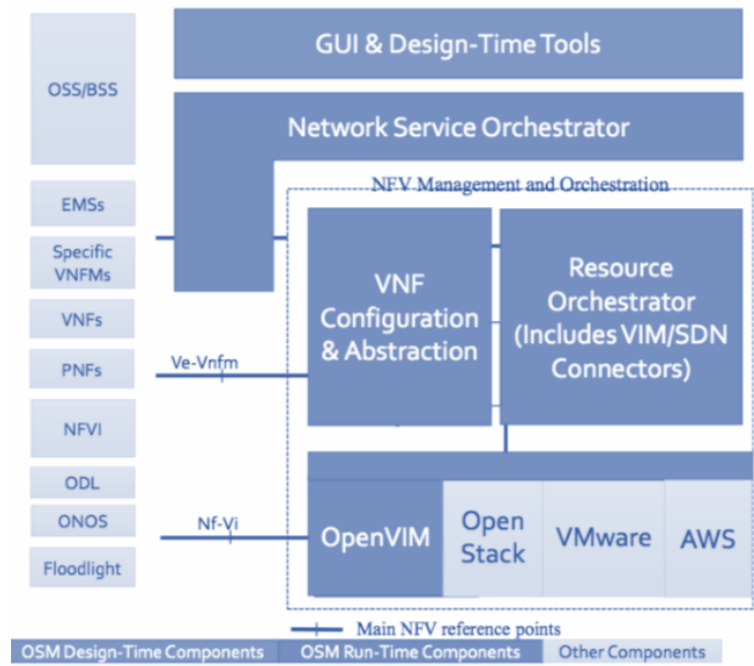 GUI & Design-Time Tools
OSS/BSS
Network Service Orchestrator
NFV Management and Orchestration
EMSs
Specific
VNFMs
VNFs
PNFs
NFVI
ODL
ONOS
Floodlight
VNF
Configuration
& Abstraction
Resource
Orchestrator
(Includes VIM/SDN
Connectors)
Ve-Vnfm
Nf-Vi
OpenVIM
Open
Stack
VMware
AWS
Main NFV reference points
OSM Design-Time Components
OSM Run-Time Components
Other Components